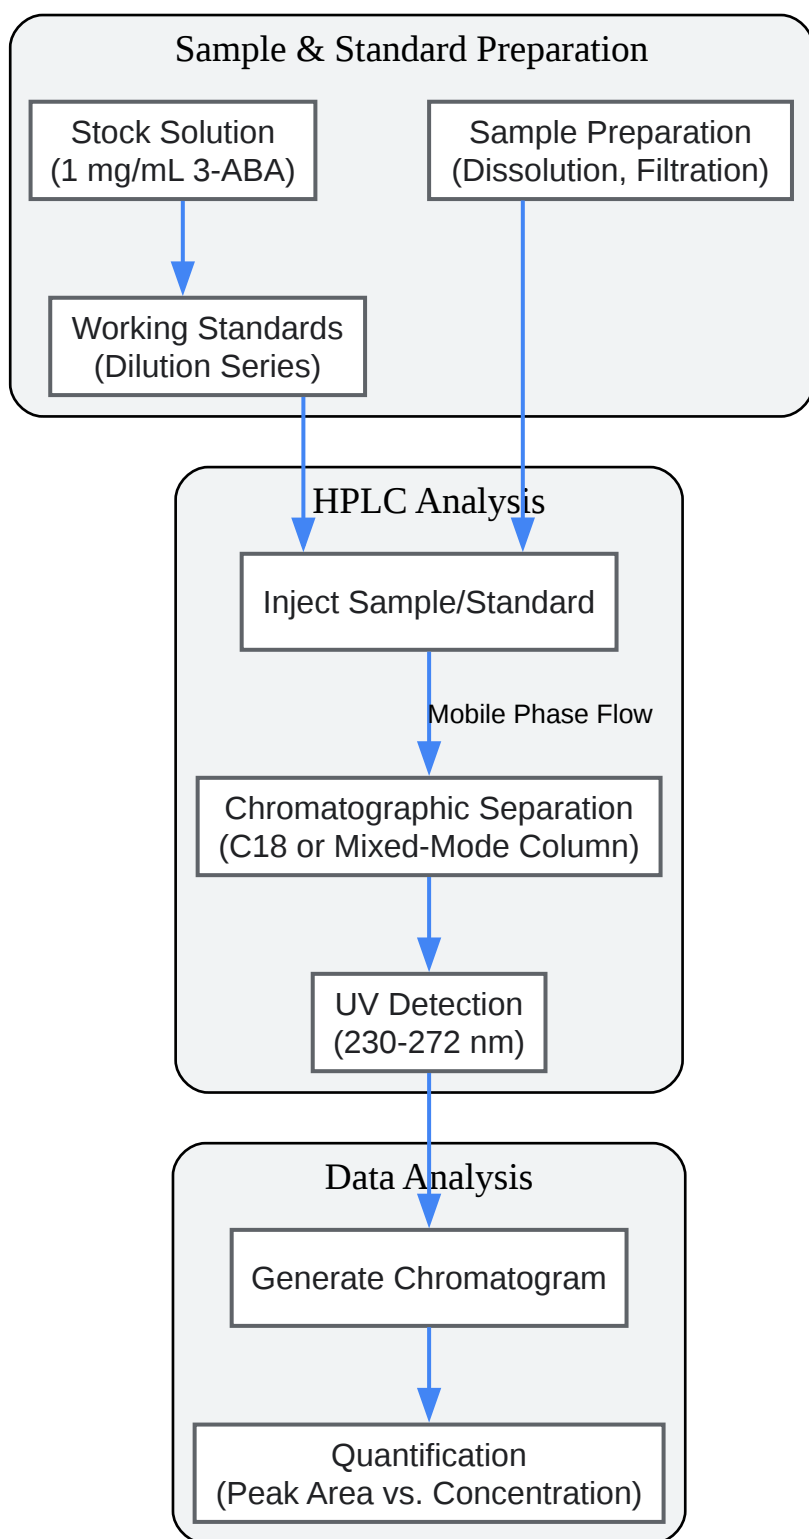 Sample & Standard Preparation
Stock Solution
(1 mg/mL 3-ABA)
Sample Preparation
(Dissolution, Filtration)
Working Standards
(Dilution Series)
HPLC Analysis
Inject Sample/Standard
Mobile Phase Flow
Chromatographic Separation
(C18 or Mixed-Mode Column)
UV Detection
(230-272 nm)
Data Analysis
Generate Chromatogram
Quantification
(Peak Area vs. Concentration)